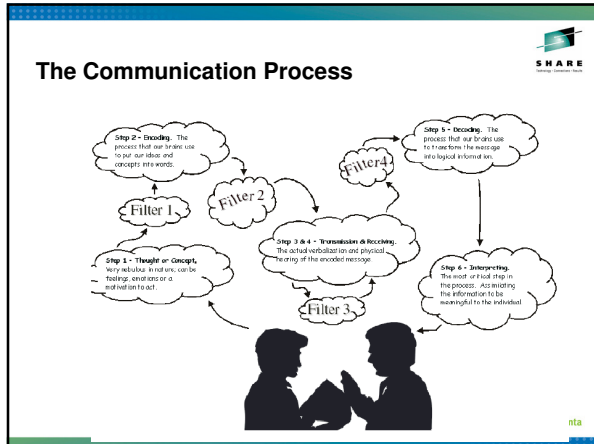 The Communication Process
SHARE
Technology · Connections · Results
Step 2 - Encoding. The
process that our brains use
to put our ideas and
concepts into words.
Filter 1
Step 1 - Thought or Concept,
Very nebulous in nature; can be
feelings, emotions or a
motivation to act.
Filter 2
Step 3 & 4 - Transmission & Receiving.
The actual verbalization and physical
hearing of the encoded message.
Filter 3
Filter4
Step 5 - Decoding. The
process that our brains use
to transform the message
into logical information.
Step 6 - Interpreting.
The most critical step in
the process. Assimilating
the information to be
meaningful to the individual.
nta